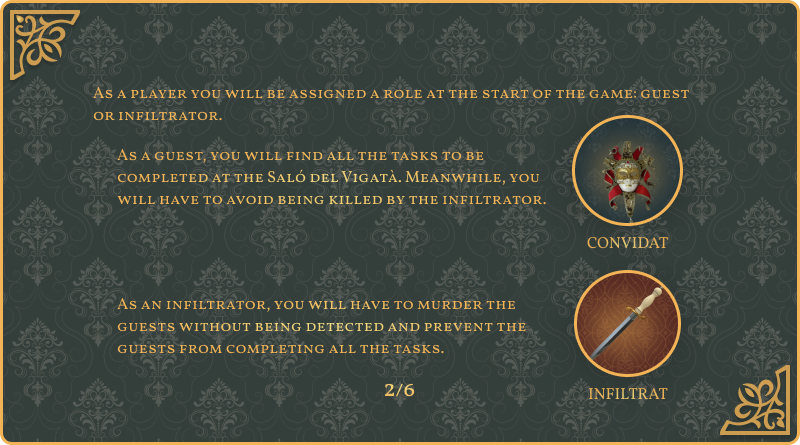 As a player you will be assigned a role at the start of the game: guest
or infiltrator.
As a guest, you will find all the tasks to be
completed at the Saló del Vigatà. Meanwhile, you
will have to avoid being killed by the infiltrator.
CONVIDAT
As an infiltrator, you will have to murder the
guests without being detected and prevent the
guests from completing all the tasks.
INFILTRAT
2/6